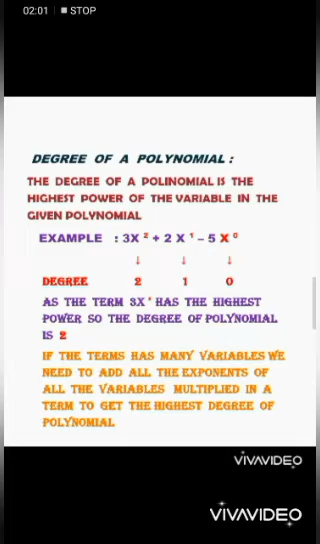 02:01 STOP
DEGREE OF A POLYNOMIAL :
THE DEGREE OF A POLINOMIAL IS THE
HIGHEST POWER OF THE VARIABLE IN THE
GIVEN POLYNOMIAL
EXAMPLE : 3X ² + 2 X ¹ – 5 X ⁰
↓ ↓ ↓
DEGREE 2 1 0
AS THE TERM 3X HAS THE HIGHEST
POWER SO THE DEGREE OF POLYNOMIAL
IS 2
IF THE TERMS HAS MANY VARIABLES WE
NEED TO ADD ALL THE EXPONENTS OF
ALL THE VARIABLES MULTIPLIED IN A
TERM TO GET THE HIGHEST DEGREE OF
POLYNOMIAL
VIVAVIDEO
VIVAVIDEO